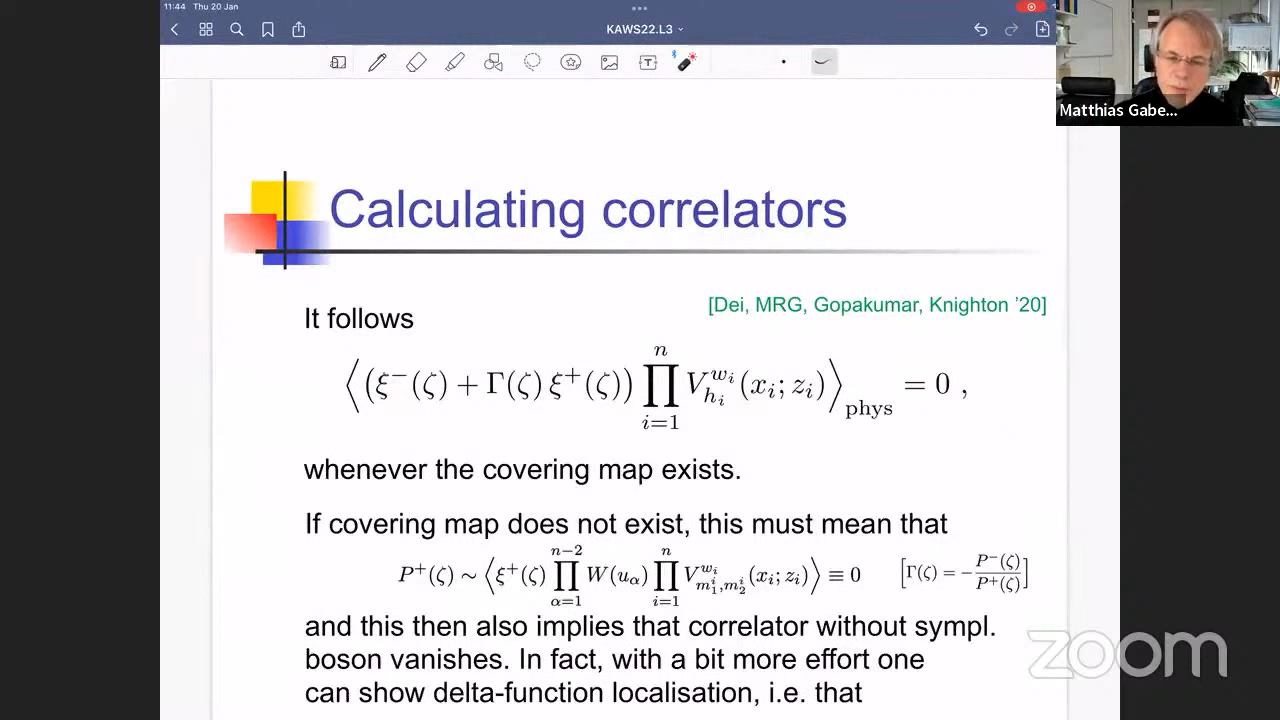 11:44 Thu 20 Jan
KAWS22.L3
Matthias Gabe...
Calculating correlators
[Dei, MRG, Gopakumar, Knighton '20]
It follows
⟨(ξ⁻(ζ) + Γ(ζ) ξ⁺(ζ)) ∏_{i=1}^{n} V_{h_i}^{w_i}(x_i; z_i)⟩_phys = 0 ,
whenever the covering map exists.
If covering map does not exist, this must mean that
P⁺(ζ) ∼ ⟨ξ⁺(ζ) ∏_{α=1}^{n−2} W(u_α) ∏_{i=1}^{n} V_{m_1^i,m_2^i}^{w_i}(x_i; z_i)⟩ ≡ 0 [Γ(ζ) = −P⁻(ζ)/P⁺(ζ)]
and this then also implies that correlator without sympl.
boson vanishes. In fact, with a bit more effort one
can show delta-function localisation, i.e. that
zoom